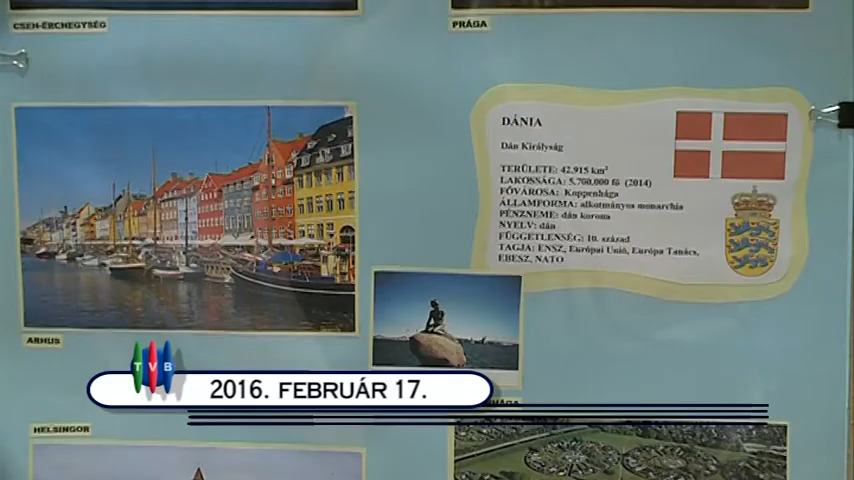 CSEH-ÉRCHEGYSÉG
PRÁGA
DÁNIA
Dán Királyság
TERÜLETE: 42.915 km²
LAKOSSÁGA: 5.700.000 fő (2014)
FŐVÁROSA: Koppenhága
ÁLLAMFORMA: alkotmányos monarchia
PÉNZNEME: dán korona
NYELVE: dán
FÜGGETLENSÉG: 10. század
TAGJA: ENSZ, Európai Unió, Európa Tanács,
EBESZ, NATO
ARHUS
TVB
2016. FEBRUÁR 17.
HELSINGOR